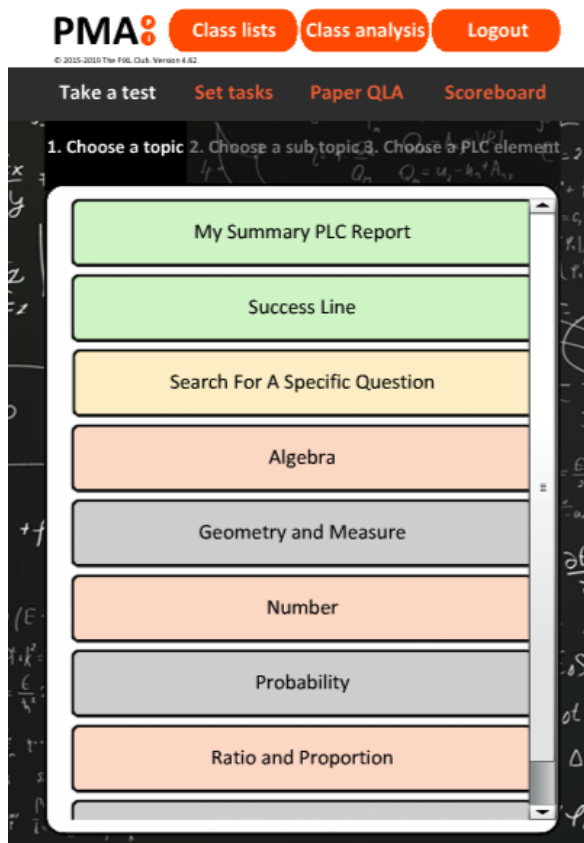 PMA
Class lists
Class analysis
Logout
© 2015-2019 The PiXL Club. Version 4.62.
Take a test
Set tasks
Paper QLA
Scoreboard
1. Choose a topic 2. Choose a sub topic 3. Choose a PLC element
My Summary PLC Report
Success Line
Search For A Specific Question
Algebra
Geometry and Measure
Number
Probability
Ratio and Proportion